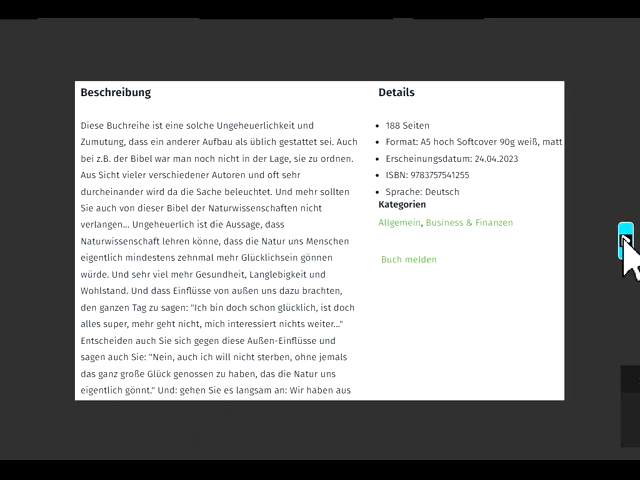 Beschreibung
Diese Buchreihe ist eine solche Ungeheuerlichkeit und
Zumutung, dass ein anderer Aufbau als üblich gestattet sei. Auch
bei z.B. der Bibel war man noch nicht in der Lage, sie zu ordnen.
Aus Sicht vieler verschiedener Autoren und oft sehr
durcheinander wird da die Sache beleuchtet. Und mehr sollten
Sie auch von dieser Bibel der Naturwissenschaften nicht
verlangen... Ungeheuerlich ist die Aussage, dass
Naturwissenschaft lehren könne, dass die Natur uns Menschen
eigentlich mindestens zehnmal mehr Glücklichsein gönnen
würde. Und sehr viel mehr Gesundheit, Langlebigkeit und
Wohlstand. Und dass Einflüsse von außen uns dazu brachten,
den ganzen Tag zu sagen: "Ich bin doch schon glücklich, ist doch
alles super, mehr geht nicht, mich interessiert nichts weiter..."
Entscheiden auch Sie sich gegen diese Außen-Einflüsse und
sagen auch Sie: "Nein, auch ich will nicht sterben, ohne jemals
das ganz große Glück genossen zu haben, das die Natur uns
eigentlich gönnt." Und: gehen Sie es langsam an: Wir haben aus
Details
• 188 Seiten
• Format: A5 hoch Softcover 90g weiß, matt
• Erscheinungsdatum: 24.04.2023
• ISBN: 9783757541255
• Sprache: Deutsch
Kategorien
Allgemein, Business & Finanzen
Buch melden